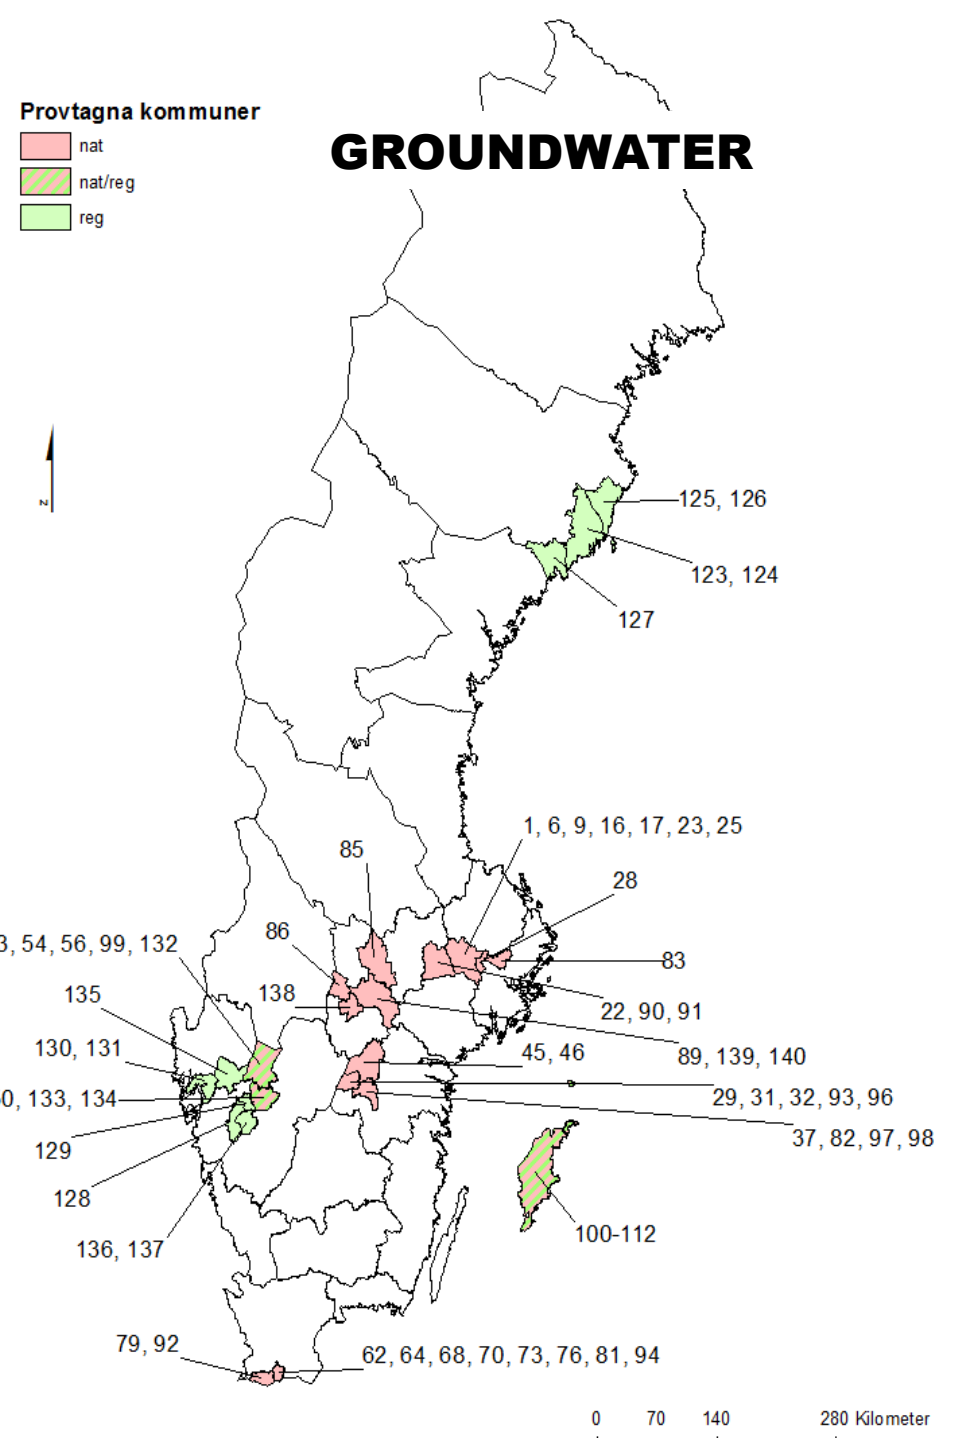 Provtagna kommuner
nat
nat/reg
reg
GROUNDWATER
N
125, 126
123, 124
127
1, 6, 9, 16, 17, 23, 25
85
28
86
3, 54, 56, 99, 132
83
138
135
22, 90, 91
130, 131
45, 46
89, 139, 140
0, 133, 134
29, 31, 32, 93, 96
129
37, 82, 97, 98
128
136, 137
100-112
79, 92
62, 64, 68, 70, 73, 76, 81, 94
0 70 140 280 Kilometer